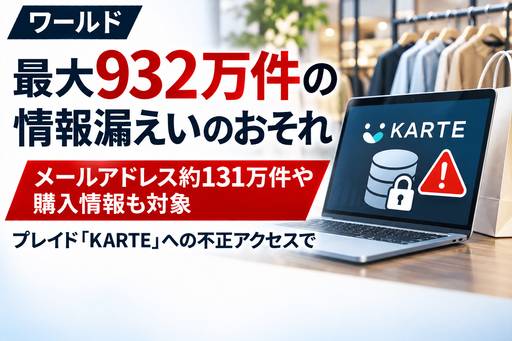 ワールド
最大932万件の
情報漏えいのおそれ
メールアドレス約131万件や
購入情報も対象
プレイド「KARTE」への不正アクセスで
KARTE